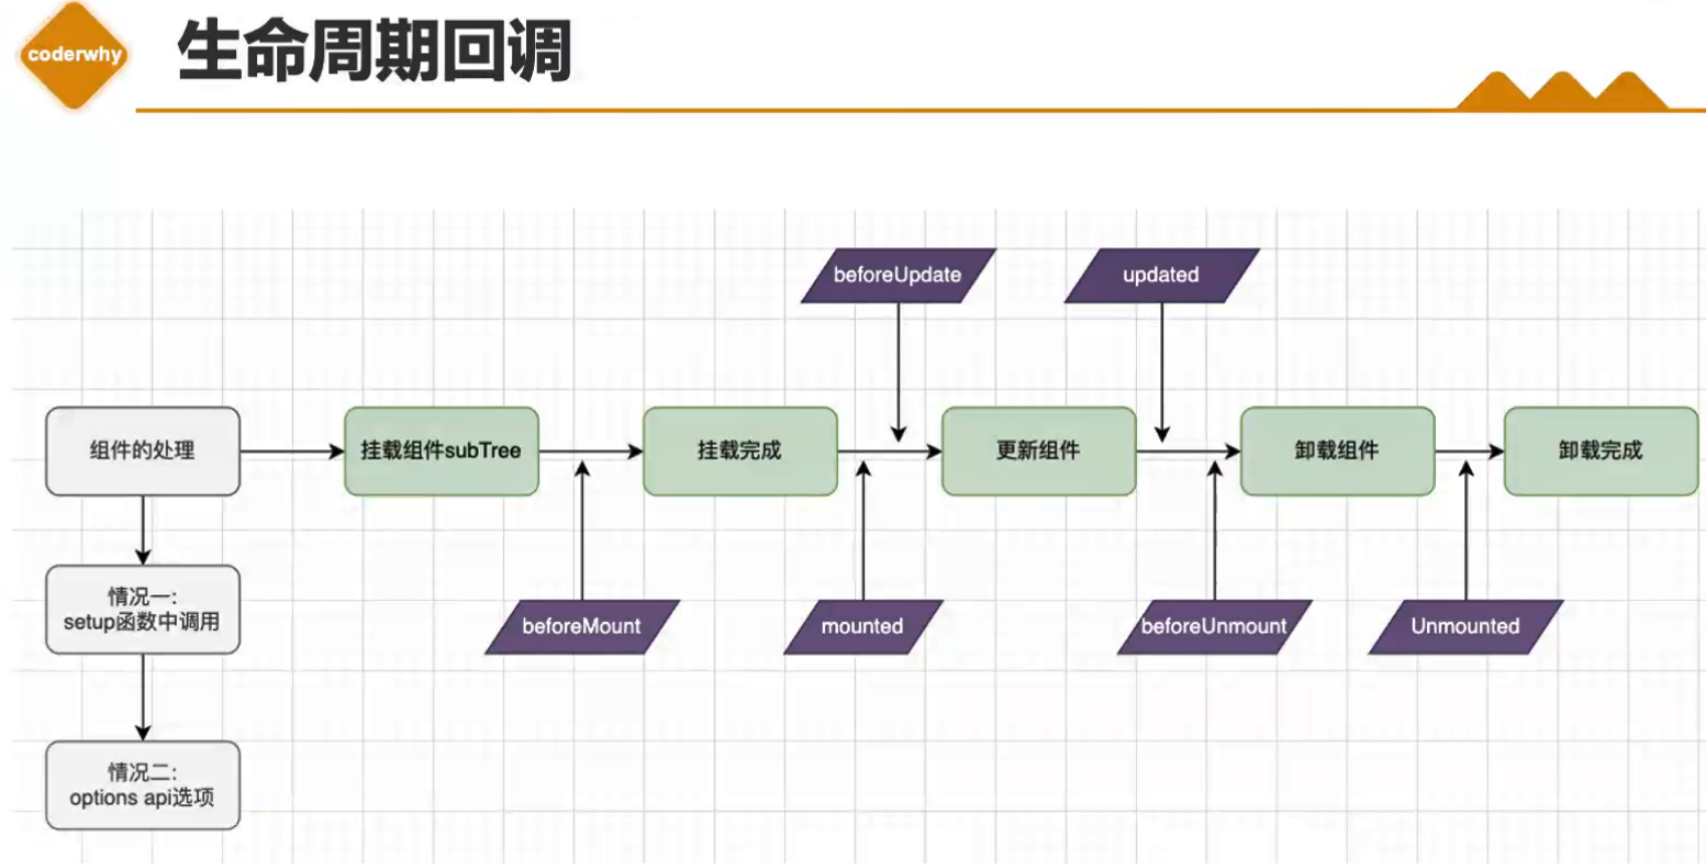 coderwhy
生命周期回调
beforeUpdate
updated
组件的处理
挂载组件subTree
挂载完成
更新组件
卸载组件
卸载完成
情况一:
setup函数中调用
beforeMount
mounted
beforeUnmount
Unmounted
情况二:
options api选项